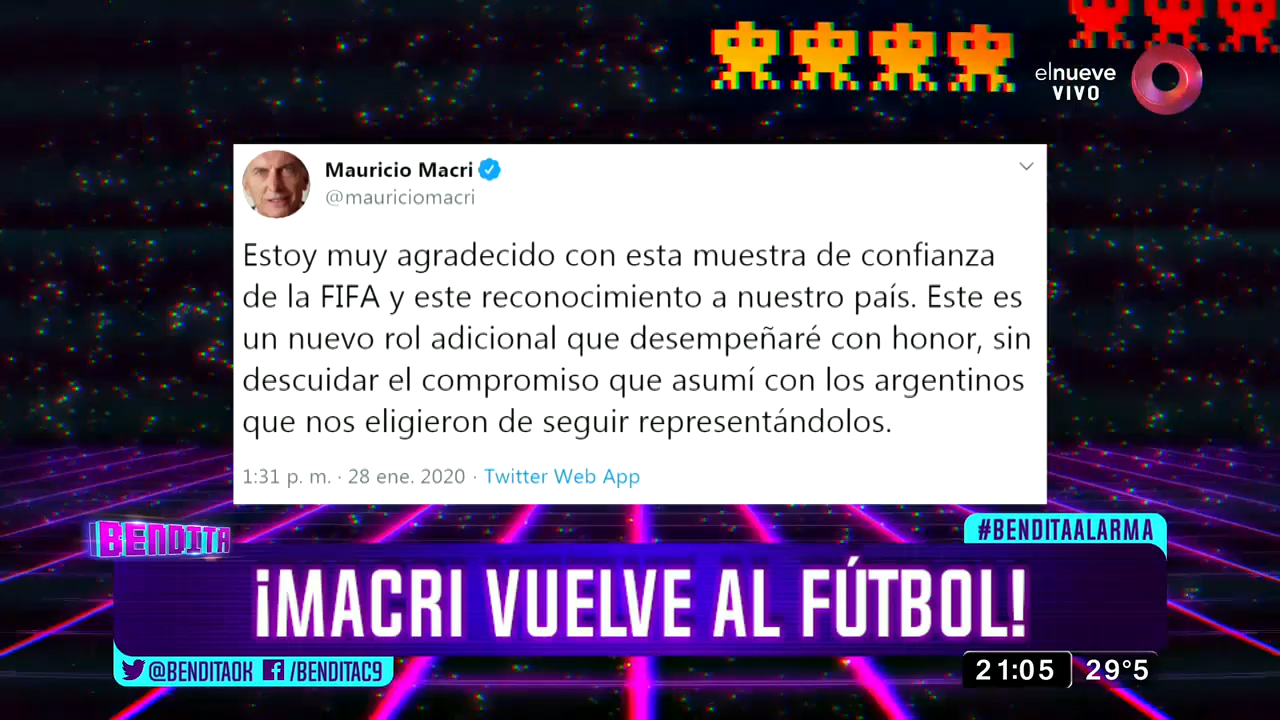 elnueve
VIVO
Mauricio Macri
@mauriciomacri
Estoy muy agradecido con esta muestra de confianza
de la FIFA y este reconocimiento a nuestro país. Este es
un nuevo rol adicional que desempeñaré con honor, sin
descuidar el compromiso que asumí con los argentinos
que nos eligieron de seguir representándolos.
1:31 p. m. · 28 ene. 2020 · Twitter Web App
BENDITA
#BENDITAALARMA
¡MACRI VUELVE AL FÚTBOL!
@BENDITAOK /BENDITAC9
21:05 29°5